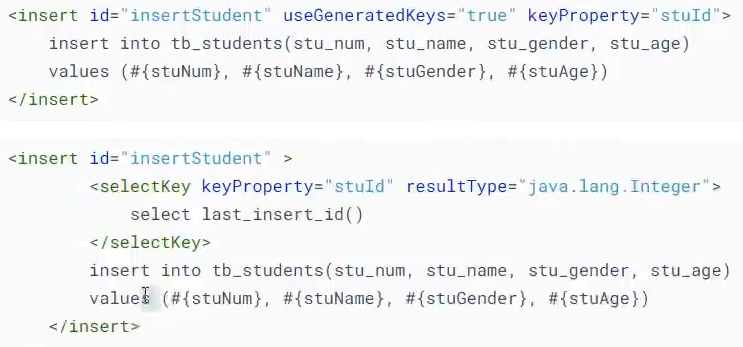 <insert id="insertStudent" useGeneratedKeys="true" keyProperty="stuId">
insert into tb_students(stu_num, stu_name, stu_gender, stu_age)
values (#{stuNum}, #{stuName}, #{stuGender}, #{stuAge})
</insert>
<insert id="insertStudent" >
<selectKey keyProperty="stuId" resultType="java.lang.Integer">
select last_insert_id()
</selectKey>
insert into tb_students(stu_num, stu_name, stu_gender, stu_age)
values (#{stuNum}, #{stuName}, #{stuGender}, #{stuAge})
</insert>